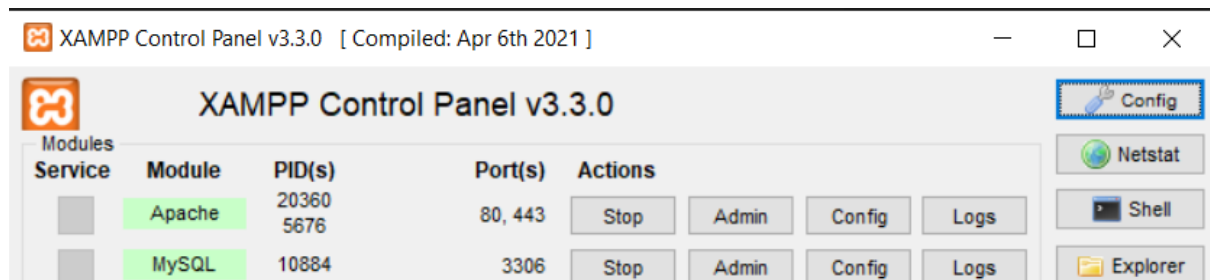 XAMPP Control Panel v3.3.0 [ Compiled: Apr 6th 2021 ]
XAMPP Control Panel v3.3.0
Config
Modules
Netstat
Service Module PID(s) Port(s) Actions
Apache 20360 5676 80, 443 Stop Admin Config Logs
Shell
MySQL 10884 3306 Stop Admin Config Logs
Explorer